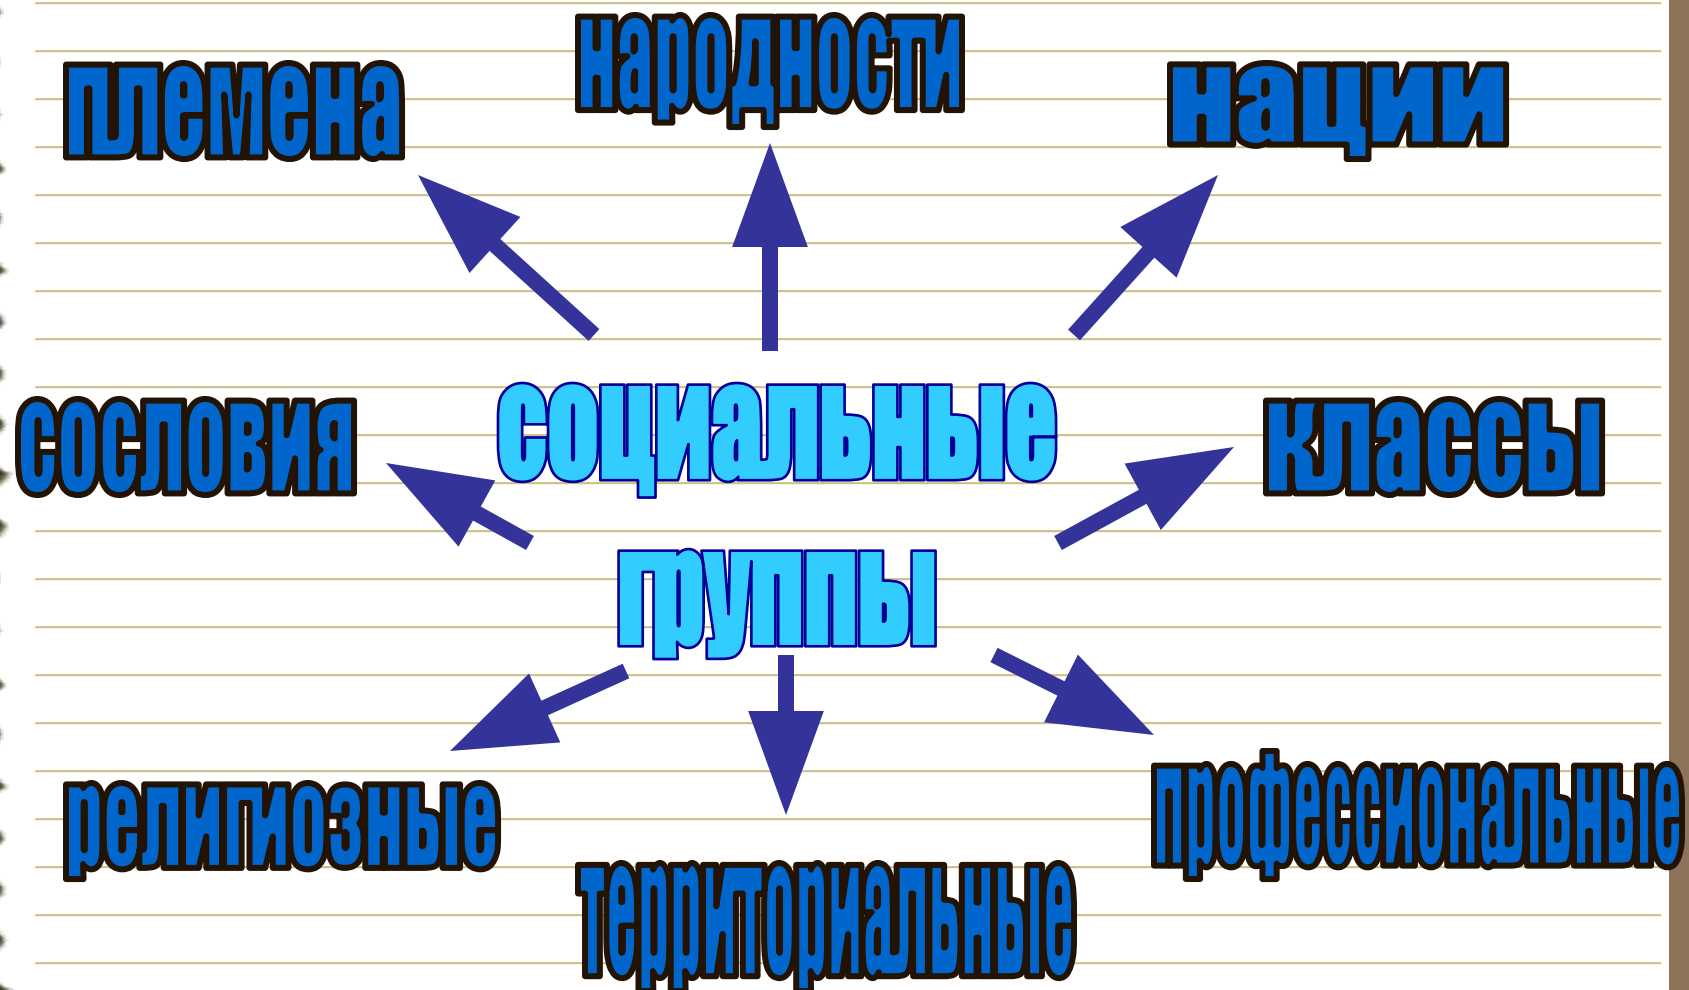 племена
народности
нации
сословия
социальные
группы
классы
религиозные
территориальные
профессиональные